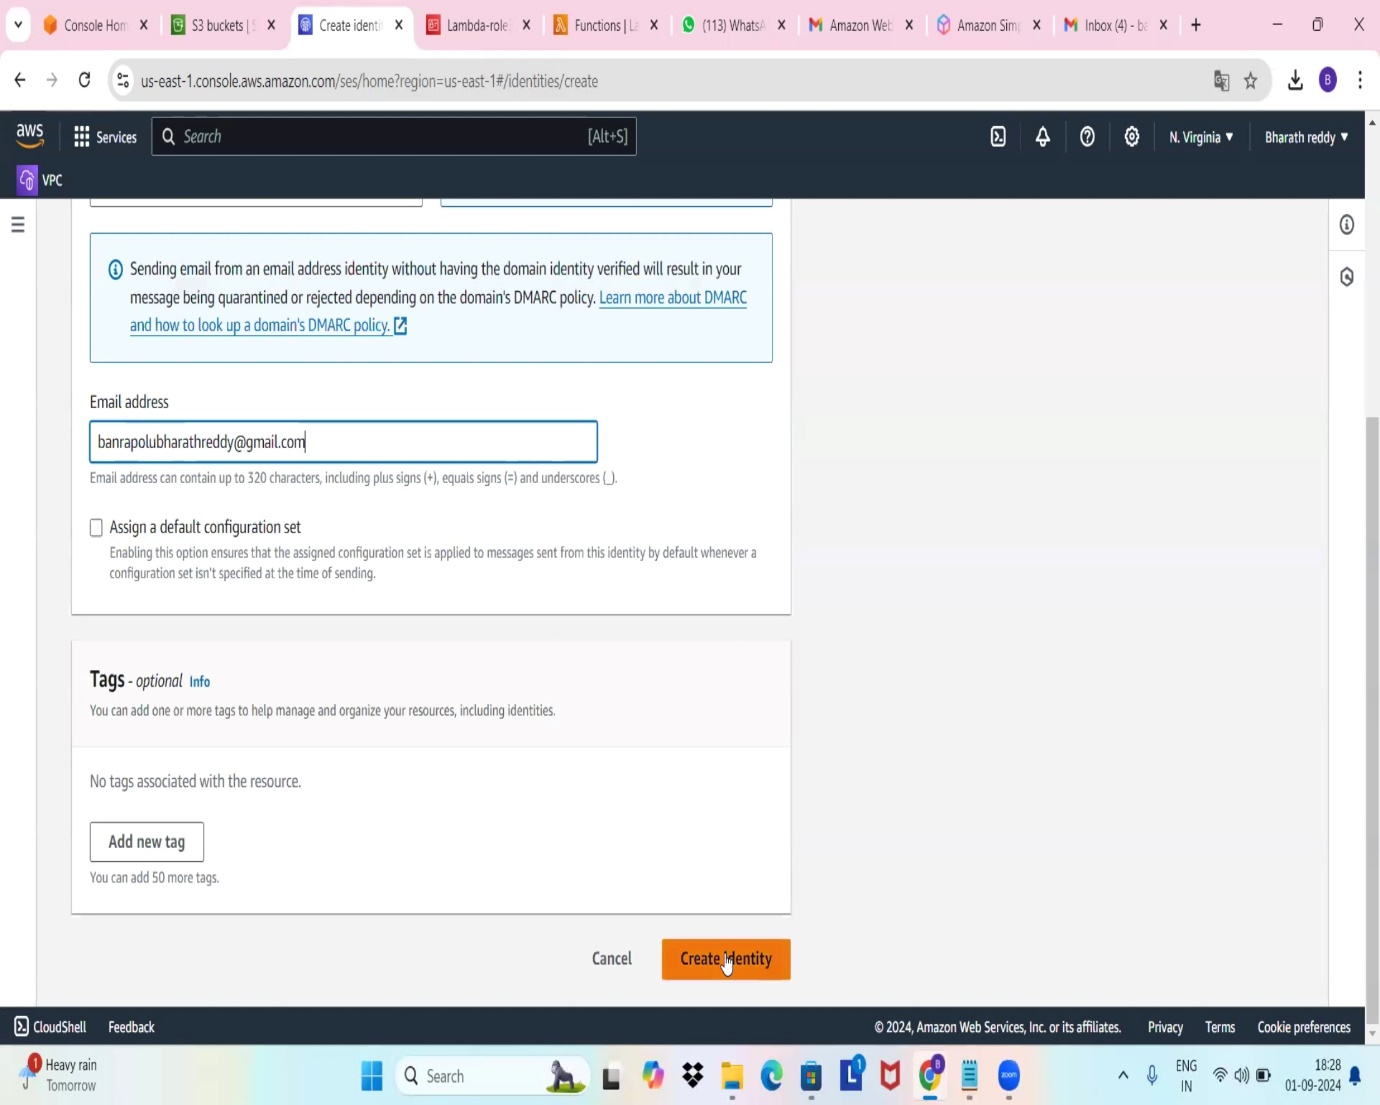 Console Hom
S3 buckets | S
Create identi
Lambda-role
Functions | La
(113) WhatsA
Amazon Web
Amazon Sim
Inbox (4) - ba
us-east-1.console.aws.amazon.com/ses/home?region=us-east-1#/identities/create
B
aws
Services
Search
[Alt+S]
N. Virginia
Bharath reddy
VPC
Sending email from an email address identity without having the domain identity verified will result in your
message being quarantined or rejected depending on the domain's DMARC policy. Learn more about DMARC
and how to look up a domain's DMARC policy.
Email address
banrapolubharathreddy@gmail.com
Email address can contain up to 320 characters, including plus signs (+), equals signs (=) and underscores (_).
Assign a default configuration set
Enabling this option ensures that the assigned configuration set is applied to messages sent from this identity by default whenever a
configuration set isn't specified at the time of sending.
Tags - optional Info
You can add one or more tags to help manage and organize your resources, including identities.
No tags associated with the resource.
Add new tag
You can add 50 more tags.
Cancel
Create identity
CloudShell
Feedback
© 2024, Amazon Web Services, Inc. or its affiliates.
Privacy
Terms
Cookie preferences
1
Heavy rain
Tomorrow
Search
L
1
B
zoom
ENG
IN
18:28
01-09-2024